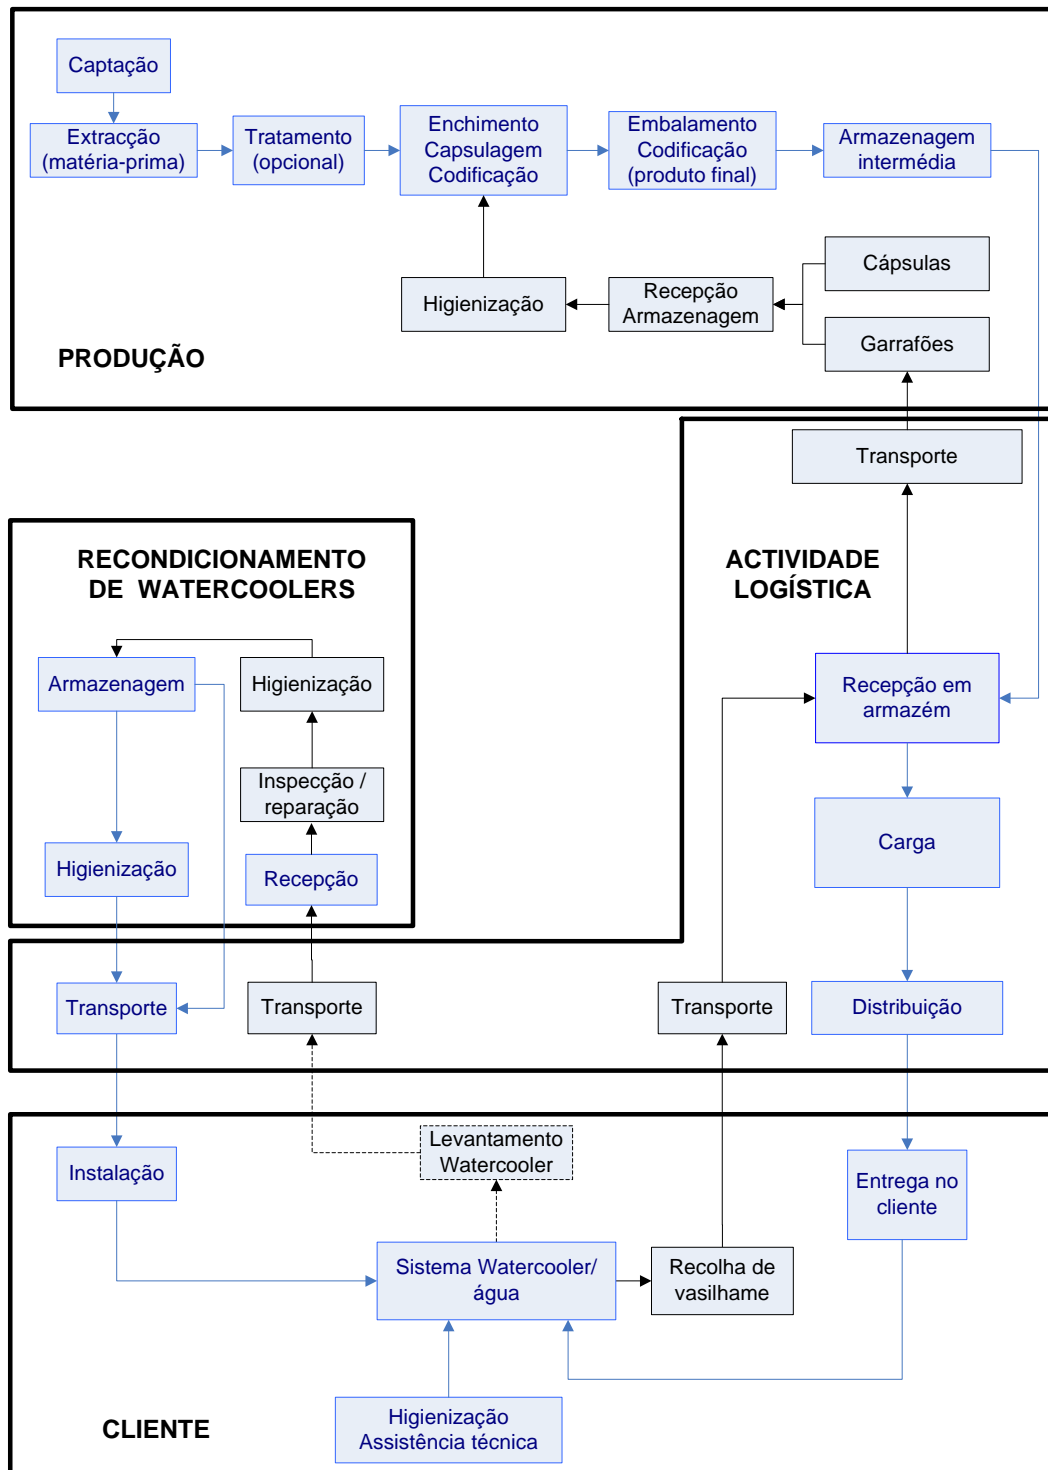 Captação
Extracção
(matéria-prima)
Tratamento
(opcional)
Enchimento
Capsulagem
Codificação
Embalamento
Codificação
(produto final)
Armazenagem
intermédia
Cápsulas
Higienização
Recepção
Armazenagem
Garrafões
PRODUÇÃO
Transporte
RECONDICIONAMENTO
DE WATERCOOLERS
ACTIVIDADE
LOGÍSTICA
Armazenagem
Higienização
Recepção em
armazém
Inspecção /
reparação
Carga
Higienização
Recepção
Transporte
Transporte
Transporte
Distribuição
Levantamento
Watercooler
Instalação
Entrega no
cliente
Sistema Watercooler/
água
Recolha de
vasilhame
Higienização
Assistência técnica
CLIENTE